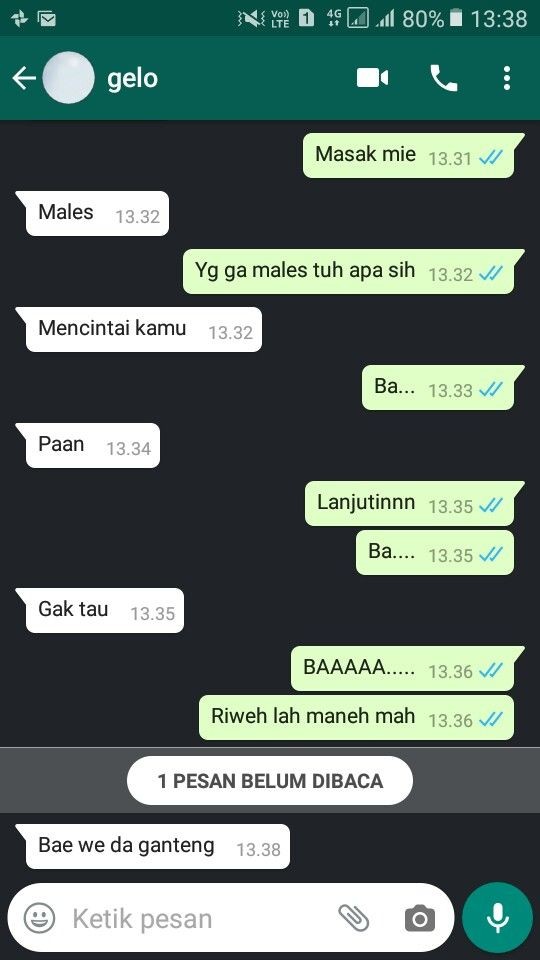 Vo))
LTE
1
4G
80%
13:38
gelo
Masak mie 13.31
Males 13.32
Yg ga males tuh apa sih 13.32
Mencintai kamu 13.32
Ba... 13.33
Paan 13.34
Lanjutinnn 13.35
Ba.... 13.35
Gak tau 13.35
BAAAAA..... 13.36
Riweh lah maneh mah 13.36
1 PESAN BELUM DIBACA
Bae we da ganteng 13.38
Ketik pesan